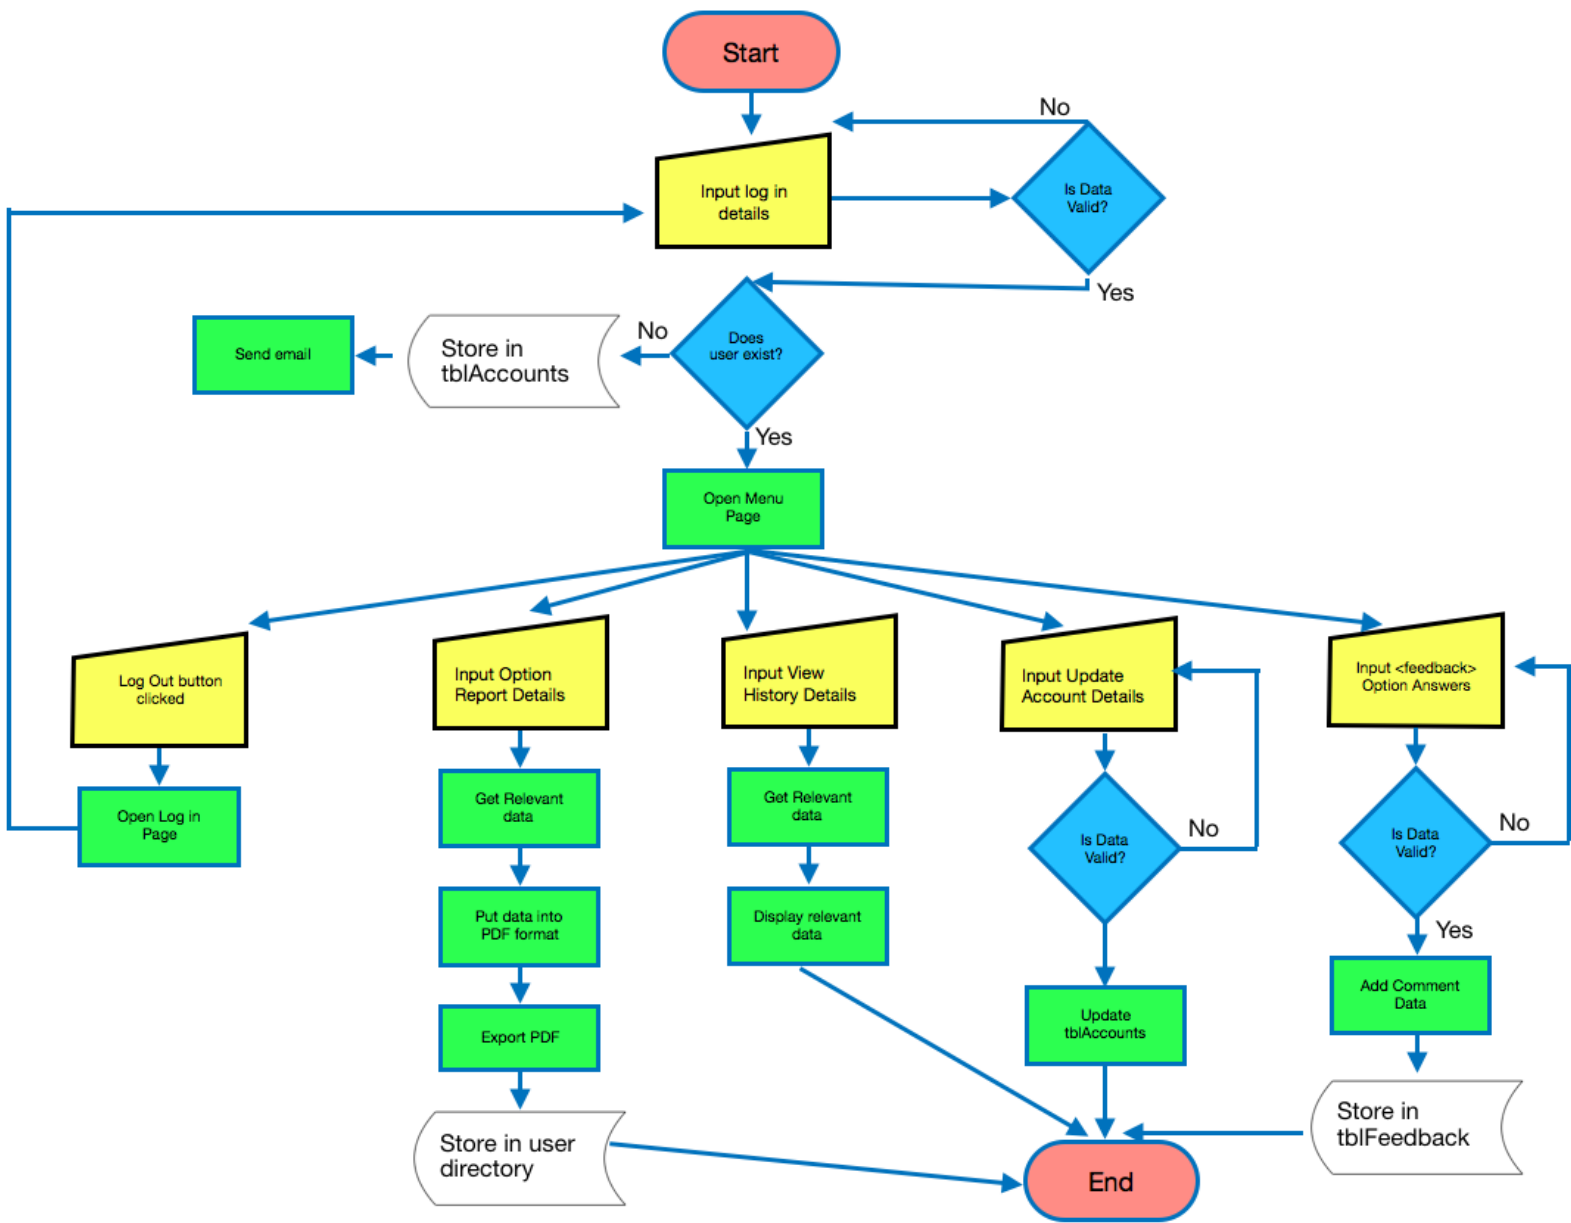 Start
No
Input log in
details
Is Data
Valid?
Yes
Does
user exist?
No
Store in
tblAccounts
Send email
Yes
Open Menu
Page
Log Out button
clicked
Input Option
Report Details
Input View
History Details
Input Update
Account Details
Input <feedback>
Option Answers
Open Log in
Page
Get Relevant
data
Get Relevant
data
Is Data
Valid?
No
Is Data
Valid?
No
Put data into
PDF format
Display relevant
data
Yes
Export PDF
Update
tblAccounts
Add Comment
Data
Store in user
directory
Store in
tblFeedback
End